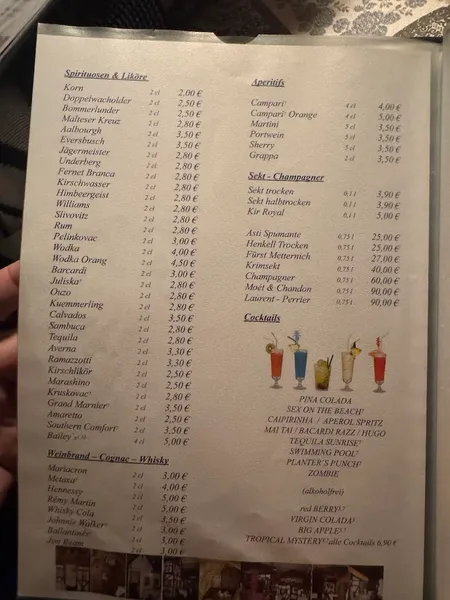 Spirituosen & Liköre
Korn 2 cl 2,00 €
Doppelwacholder 2 cl 2,50 €
Bommerlunder 2 cl 2,50 €
Malteser Kreuz 2 cl 2,80 €
Aalbourgh 2 cl 3,50 €
Eversbusch 2 cl 3,50 €
Jägermeister 2 cl 2,80 €
Underberg 2 cl 2,80 €
Fernet Branca 2 cl 2,80 €
Kirschwasser 2 cl 2,80 €
Himbeergeist 2 cl 2,80 €
Williams 2 cl 2,80 €
Slivovitz 2 cl 2,80 €
Rum 2 cl 2,80 €
Pelinkovac 2 cl 3,00 €
Wodka 2 cl 4,00 €
Wodka Orang 2 cl 4,50 €
Barcardi 2 cl 3,00 €
Juliska 2 cl 2,80 €
Ouzo 2 cl 2,80 €
Kuemmerling 2 cl 2,80 €
Calvados 2 cl 3,50 €
Sambuca 2 cl 2,80 €
Tequila 2 cl 2,80 €
Averna 2 cl 3,30 €
Ramazzotti 2 cl 3,30 €
Kirschlikör 2 cl 2,50 €
Marashino 2 cl 2,50 €
Kruskovac 2 cl 2,80 €
Grand Marnier 2 cl 3,50 €
Amaretto 2 cl 2,50 €
Southern Comfort 2 cl 3,50 €
Bailey's 4 cl 5,00 €
Weinbrand – Cognac – Whisky
Mariacron 2 cl 3,00 €
Metaxa 2 cl 4,00 €
Hennessy 2 cl 5,00 €
Rémy Martin 2 cl 5,00 €
Whisky Cola 2 cl 3,50 €
Johnnie Walker 2 cl 3,00 €
Ballantines 2 cl 3,00 €
Jim Beam 2 cl 3,00 €
Aperitifs
Campari 4 cl 4,00 €
Campari Orange 4 cl 5,00 €
Martini 5 cl 3,50 €
Portwein 5 cl 3,50 €
Sherry 5 cl 3,50 €
Grappa 2 cl 3,50 €
Sekt - Champagner
Sekt trocken 0,1 l 3,90 €
Sekt halbtrocken 0,1 l 3,90 €
Kir Royal 0,1 l 5,00 €
Asti Spumante 0,75 l 25,00 €
Henkell Trocken 0,75 l 25,00 €
Fürst Metternich 0,75 l 27,00 €
Krimsekt 0,75 l 40,00 €
Champagner 0,75 l 60,00 €
Moët & Chandon 0,75 l 90,00 €
Laurent - Perrier 0,75 l 90,00 €
Cocktails
PINA COLADA
SEX ON THE BEACH
CAIPIRINHA / APEROL SPRITZ
MAI TAI / BACARDI RAZZ / HUGO
TEQUILA SUNRISE
SWIMMING POOL
PLANTER'S PUNCH
ZOMBIE
(alkoholfrei)
red BERRY
VIRGIN COLADA
BIG APPLE
TROPICAL MYSTERY alle Cocktails 6,90 €